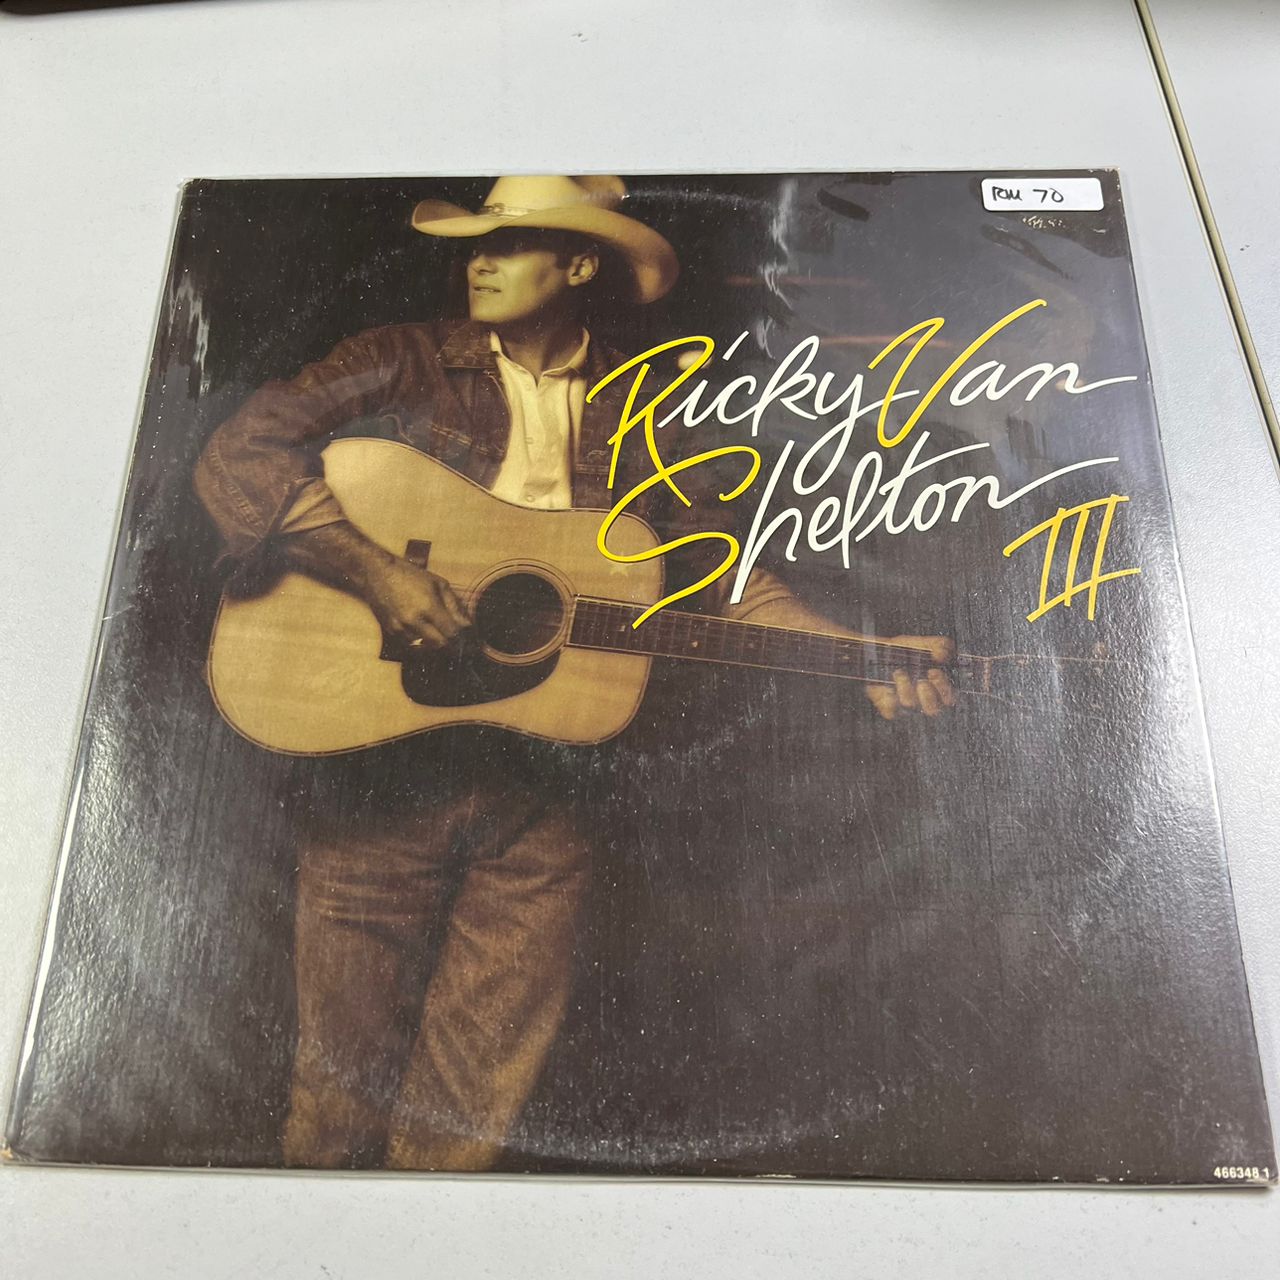 RM 70
Ricky Van
Shelton
III
466348 1